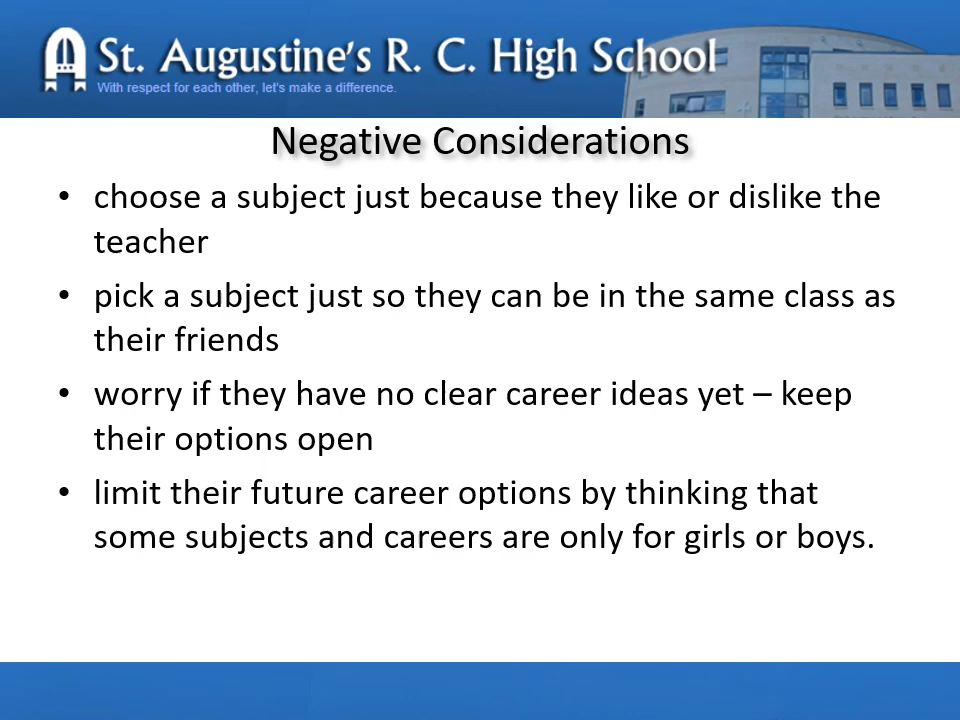 St. Augustine's R. C. High School
With respect for each other, let's make a difference.
Negative Considerations
• choose a subject just because they like or dislike the
teacher
• pick a subject just so they can be in the same class as
their friends
• worry if they have no clear career ideas yet – keep
their options open
• limit their future career options by thinking that
some subjects and careers are only for girls or boys.